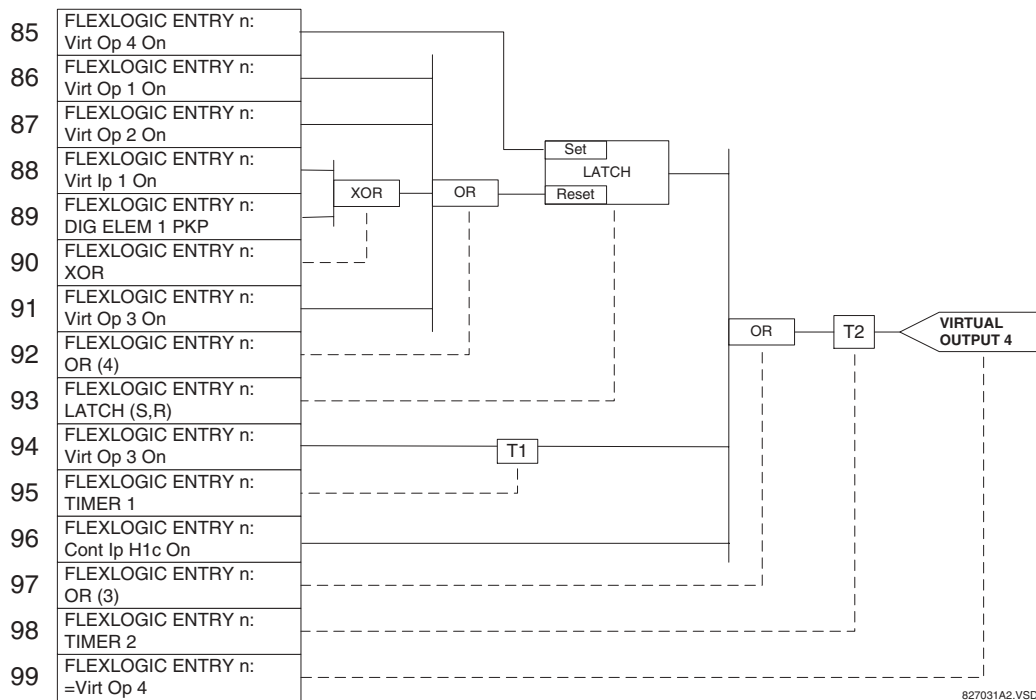 85
FLEXLOGIC ENTRY n:
Virt Op 4 On
86
FLEXLOGIC ENTRY n:
Virt Op 1 On
87
FLEXLOGIC ENTRY n:
Virt Op 2 On
88
FLEXLOGIC ENTRY n:
Virt Ip 1 On
89
FLEXLOGIC ENTRY n:
DIG ELEM 1 PKP
90
FLEXLOGIC ENTRY n:
XOR
91
FLEXLOGIC ENTRY n:
Virt Op 3 On
92
FLEXLOGIC ENTRY n:
OR (4)
93
FLEXLOGIC ENTRY n:
LATCH (S,R)
94
FLEXLOGIC ENTRY n:
Virt Op 3 On
95
FLEXLOGIC ENTRY n:
TIMER 1
96
FLEXLOGIC ENTRY n:
Cont Ip H1c On
97
FLEXLOGIC ENTRY n:
OR (3)
98
FLEXLOGIC ENTRY n:
TIMER 2
99
FLEXLOGIC ENTRY n:
=Virt Op 4
XOR
OR
Set
LATCH
Reset
T1
OR
T2
VIRTUAL
OUTPUT 4
827031A2.VSD